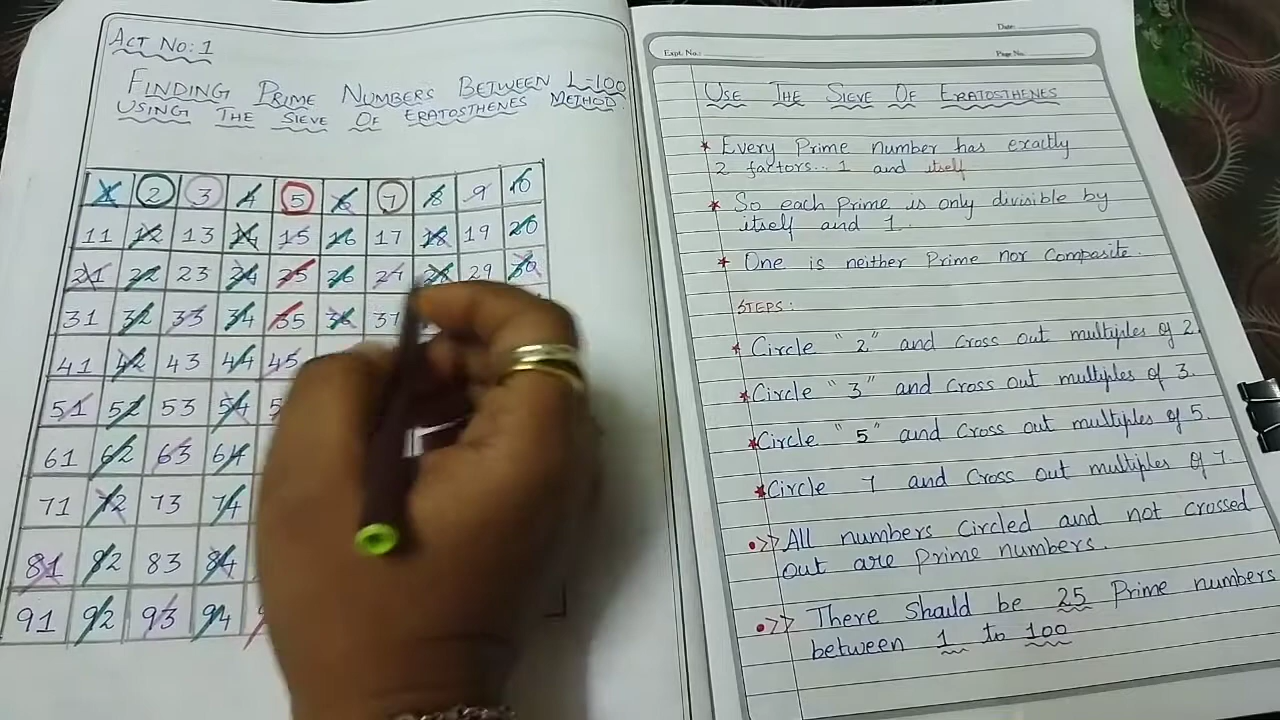 ACT NO: 1
FINDING PRIME NUMBERS BETWEEN 1-100
USING THE SIEVE OF ERATOSTHENES METHOD
1 2 3 4 5 6 7 8 9 10
11 12 13 14 15 16 17 18 19 20
21 22 23 24 25 26 27 28 29 30
31 32 33 34 35 36 37
41 42 43 44 45
51 52 53 54
61 62 63 64
71 72 73 74
81 82 83 84
91 92 93 94
Date:
Expt. No.: Page No.
USE THE SIEVE OF ERATOSTHENES
* Every Prime number has exactly
2 factors... 1 and itself
* So each Prime is only divisible by
itself and 1.
* One is neither Prime nor Composite.
STEPS:
* Circle "2" and Cross out multiples of 2.
* Circle "3" and Cross out multiples of 3.
* Circle "5" and Cross out multiples of 5.
* Circle 7 and Cross out multiples of 7
•>> All numbers Circled and not crossed
out are Prime numbers.
•>> There should be 25 Prime numbers
between 1 to 100